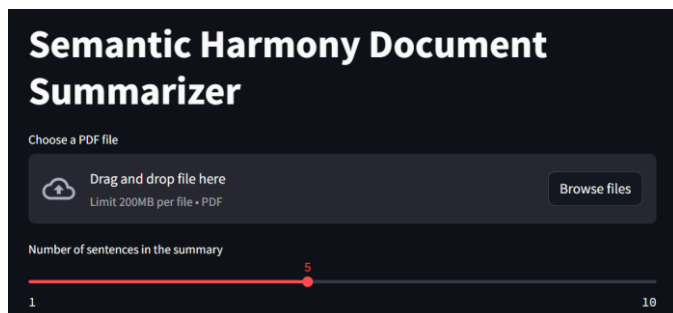 Semantic Harmony Document
Summarizer
Choose a PDF file
Drag and drop file here
Limit 200MB per file • PDF
Browse files
Number of sentences in the summary
5
1
10